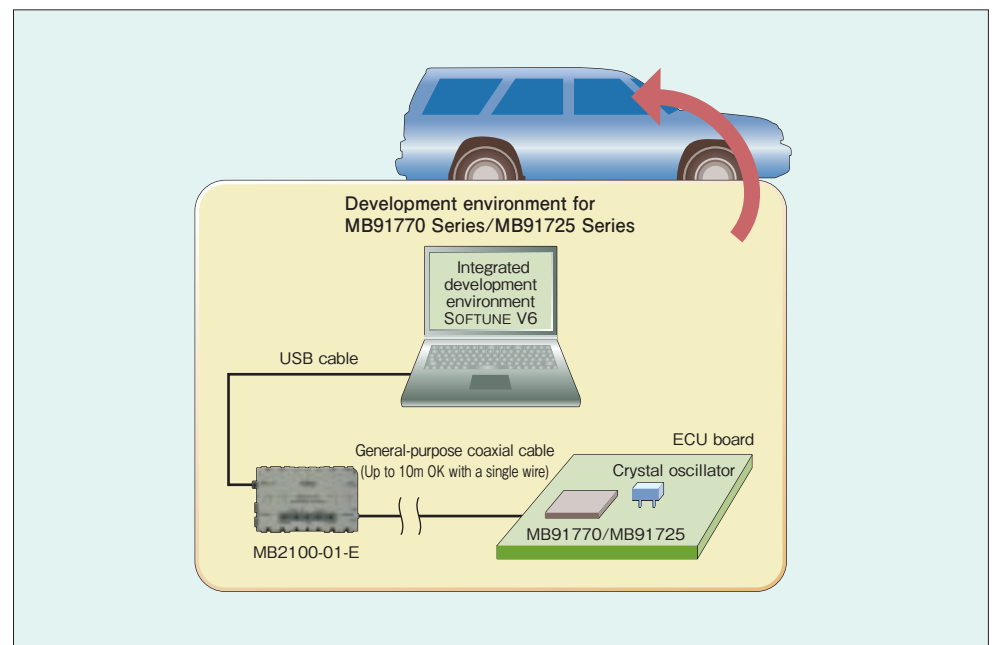 Development environment for
MB91770 Series/MB91725 Series
Integrated
development
environment
SOFTUNE V6
USB cable
General-purpose coaxial cable
(Up to 10m OK with a single wire)
ECU board
Crystal oscillator
MB91770/MB91725
MB2100-01-E